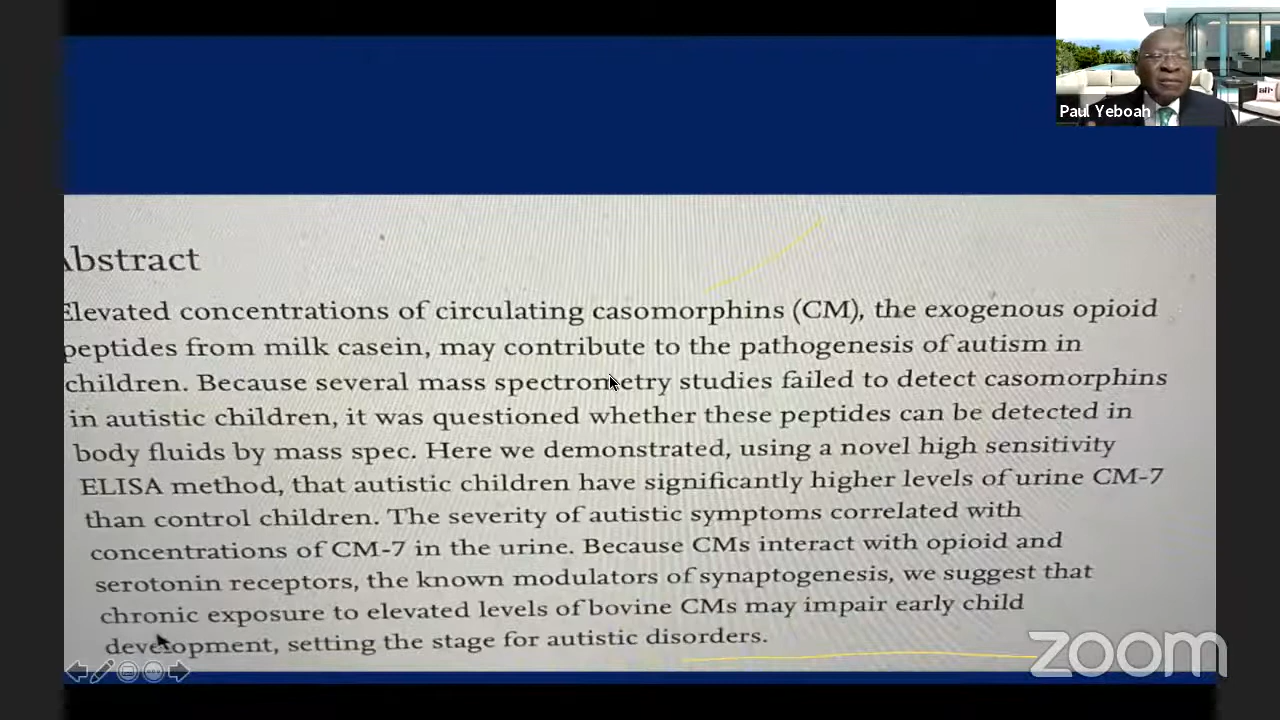 Paul Yeboah
Abstract
Elevated concentrations of circulating casomorphins (CM), the exogenous opioid
peptides from milk casein, may contribute to the pathogenesis of autism in
children. Because several mass spectrometry studies failed to detect casomorphins
in autistic children, it was questioned whether these peptides can be detected in
body fluids by mass spec. Here we demonstrated, using a novel high sensitivity
ELISA method, that autistic children have significantly higher levels of urine CM-7
than control children. The severity of autistic symptoms correlated with
concentrations of CM-7 in the urine. Because CMs interact with opioid and
serotonin receptors, the known modulators of synaptogenesis, we suggest that
chronic exposure to elevated levels of bovine CMs may impair early child
development, setting the stage for autistic disorders.
zoom